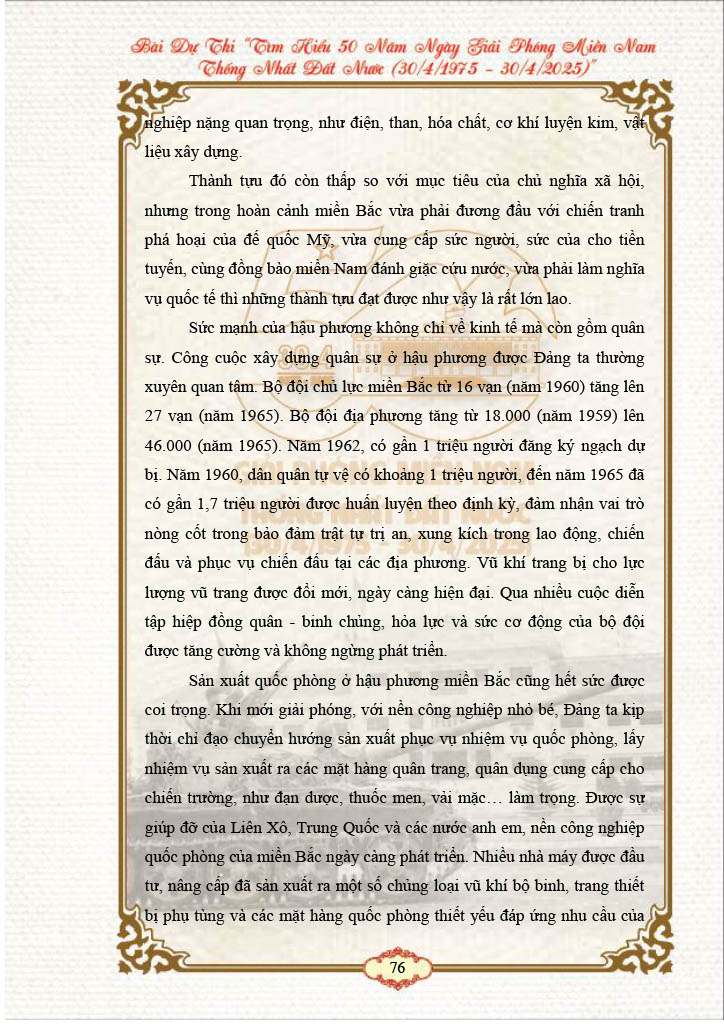 Bài Dự Thi “Tìm Hiểu 50 Năm Ngày Giải Phóng Miền Nam
Thống Nhất Đất Nước (30/4/1975 - 30/4/2025)”
nghiệp nặng quan trọng, như điện, than, hóa chất, cơ khí luyện kim, vật
liệu xây dựng.
Thành tựu đó còn thấp so với mục tiêu của chủ nghĩa xã hội,
nhưng trong hoàn cảnh miền Bắc vừa phải đương đầu với chiến tranh
phá hoại của đế quốc Mỹ, vừa cung cấp sức người, sức của cho tiền
tuyến, cùng đồng bào miền Nam đánh giặc cứu nước, vừa phải làm nghĩa
vụ quốc tế thì những thành tựu đạt được như vậy là rất lớn lao.
Sức mạnh của hậu phương không chỉ về kinh tế mà còn gồm quân
sự. Công cuộc xây dựng quân sự ở hậu phương được Đảng ta thường
xuyên quan tâm. Bộ đội chủ lực miền Bắc từ 16 vạn (năm 1960) tăng lên
27 vạn (năm 1965). Bộ đội địa phương tăng từ 18.000 (năm 1959) lên
46.000 (năm 1965). Năm 1962, có gần 1 triệu người đăng ký ngạch dự
bị. Năm 1960, dân quân tự vệ có khoảng 1 triệu người, đến năm 1965 đã
có gần 1,7 triệu người được huấn luyện theo định kỳ, đảm nhận vai trò
nòng cốt trong bảo đảm trật tự trị an, xung kích trong lao động, chiến
đấu và phục vụ chiến đấu tại các địa phương. Vũ khí trang bị cho lực
lượng vũ trang được đổi mới, ngày càng hiện đại. Qua nhiều cuộc diễn
tập hiệp đồng quân - binh chủng, hỏa lực và sức cơ động của bộ đội
được tăng cường và không ngừng phát triển.
Sản xuất quốc phòng ở hậu phương miền Bắc cũng hết sức được
coi trọng. Khi mới giải phóng, với nền công nghiệp nhỏ bé, Đảng ta kịp
thời chỉ đạo chuyển hướng sản xuất phục vụ nhiệm vụ quốc phòng, lấy
nhiệm vụ sản xuất ra các mặt hàng quân trang, quân dụng cung cấp cho
chiến trường, như đạn dược, thuốc men, vải mặc… làm trọng. Được sự
giúp đỡ của Liên Xô, Trung Quốc và các nước anh em, nền công nghiệp
quốc phòng của miền Bắc ngày càng phát triển. Nhiều nhà máy được đầu
tư, nâng cấp đã sản xuất ra một số chủng loại vũ khí bộ binh, trang thiết
bị phụ tùng và các mặt hàng quốc phòng thiết yếu đáp ứng nhu cầu của
50
30.4
GIẢI PHÓNG MIỀN NAM
THỐNG NHẤT ĐẤT NƯỚC
(30/4/1975 - 30/4/2025)
76